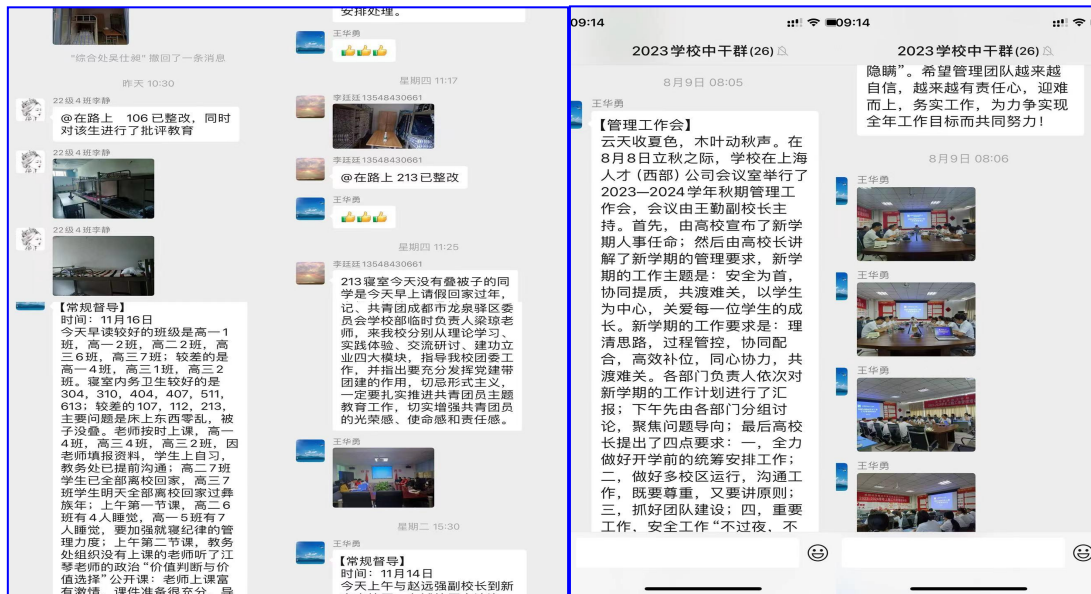 "综合处吴仕昶" 撤回了一条消息
昨天 10:30
22级4班李静
@在路上 106已整改，同时
对该生进行了批评教育
22级4班李静
22级4班李静
【常规督导】
时间：11月16日
今天早读较好的班级是高一1
班，高一2班，高二2班，高
三6班，高三7班；较差的是
高一4班，高三1班，高三2
班。寝室内务卫生较好的是
304，310，404，407，511，
613；较差的107，112，213，
主要问题是床上东西零乱，被
子没叠。老师按时上课，高一
4班，高三4班，高三2班，因
老师填报资料，学生上自习，
教务处已提前沟通；高二7班
学生已全部离校回家，高三7
班学生明天全部离校回家过彝
族年；上午第一节课，高二6
班有4人睡觉，高一5班有7
人睡觉，要加强就寝纪律的管
理力度；上午第二节课，教务
处组织没有上课的老师听了江
琴老师的政治“价值判断与价
值选择”公开课：老师上课富
有激情，课件准备很充分，导
安排处理。
王华勇
星期四 11:17
李廷廷13548430661
李廷廷13548430661
@在路上 213已整改
王华勇
星期四 11:25
李廷廷13548430661
213寝室今天没有叠被子的同
学是今天早上请假回家过年，
记、共青团成都市龙泉驿区委
员会学校部临时负责人梁琼老
师，来我校分别从理论学习、
实践体验、交流研讨、建功立
业四大模块，指导我校团委工
作，并指出要充分发挥党建带
团建的作用，切忌形式主义，
一定要扎实推进共青团员主题
教育工作，切实增强共青团员
的光荣感、使命感和责任感。
王华勇
星期二 15:30
王华勇
【常规督导】
时间：11月14日
今天上午与赵远强副校长到新
09:14
2023学校中干群(26)
8月9日 08:05
王华勇
【管理工作会】
云天收夏色，木叶动秋声。在
8月8日立秋之际，学校在上海
人才（西部）公司会议室举行了
2023—2024学年秋期管理工
作会，会议由王勤副校长主
持。首先，由高校宣布了新学
期人事任命；然后由高校长讲
解了新学期的管理要求，新学
期的工作主题是：安全为首，
协同提质，共渡难关，以学生
为中心，关爱每一位学生的成
长。新学期的工作要求是：理
清思路，过程管控，协同配
合，高效补位，同心协力，共
渡难关。各部门负责人依次对
新学期的工作计划进行了汇
报；下午先由各部门分组讨
论，聚焦问题导向；最后高校
长提出了四点要求：一，全力
做好开学前的统筹安排工作；
二，做好多校区运行，沟通工
作，既要尊重，又要讲原则；
三，抓好团队建设；四，重要
工作，安全工作“不过夜，不
09:14
2023学校中干群(26)
隐瞒”。希望管理团队越来越
自信，越来越有责任心，迎难
而上，务实工作，为力争实现
全年工作目标而共同努力！
8月9日 08:06
王华勇
王华勇
王华勇
王华勇